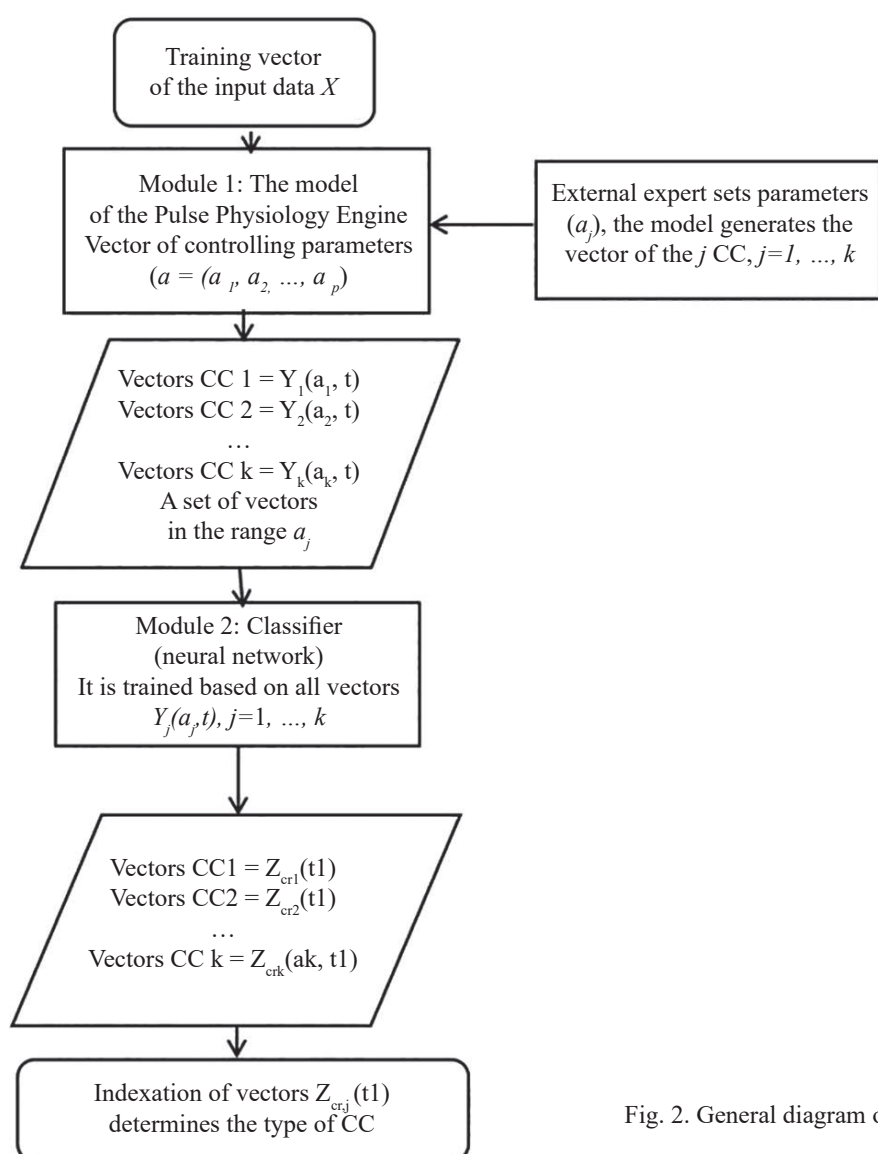 Training vector
of the input data X
Module 1: The model
of the Pulse Physiology Engine
Vector of controlling parameters
(a = (a 1, a2, ..., a p)
External expert sets parameters
(aj), the model generates the
vector of the j CC, j=1, ..., k
Vectors CC 1 = Y1(a1, t)
Vectors CC 2 = Y2(a2, t)
…
Vectors CC k = Yk(ak, t)
A set of vectors
in the range aj
Module 2: Classifier
(neural network)
It is trained based on all vectors
Yj(aj,t), j=1, ..., k
Vectors CC1 = Zcr1(t1)
Vectors CC2 = Zcr2(t1)
…
Vectors CC k = Zcrk(ak, t1)
Indexation of vectors Zcr,j (t1)
determines the type of CC
Fig. 2. General diagram